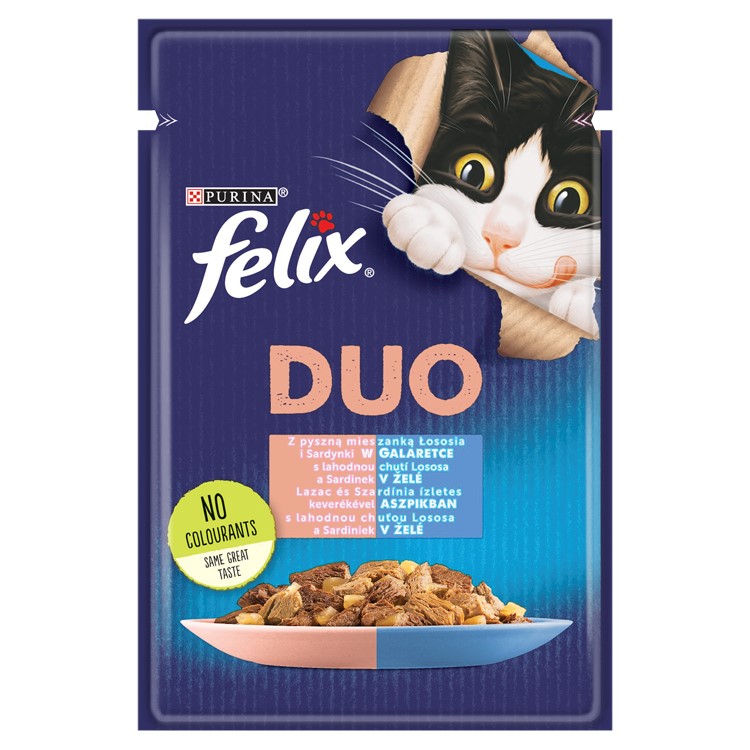 PURINA®
felix®
DUO
Z pyszną mieszanką Łososia
i Sardynki W GALARETCE
s lahodnou chutí Lososa
a Sardinek V ŽELÉ
Lazac és Szardínia ízletes
keverékével ASZPIKBAN
s lahodnou chuťou Lososa
a Sardiniek V ŽELÉ
NO
COLOURANTS
SAME GREAT
TASTE